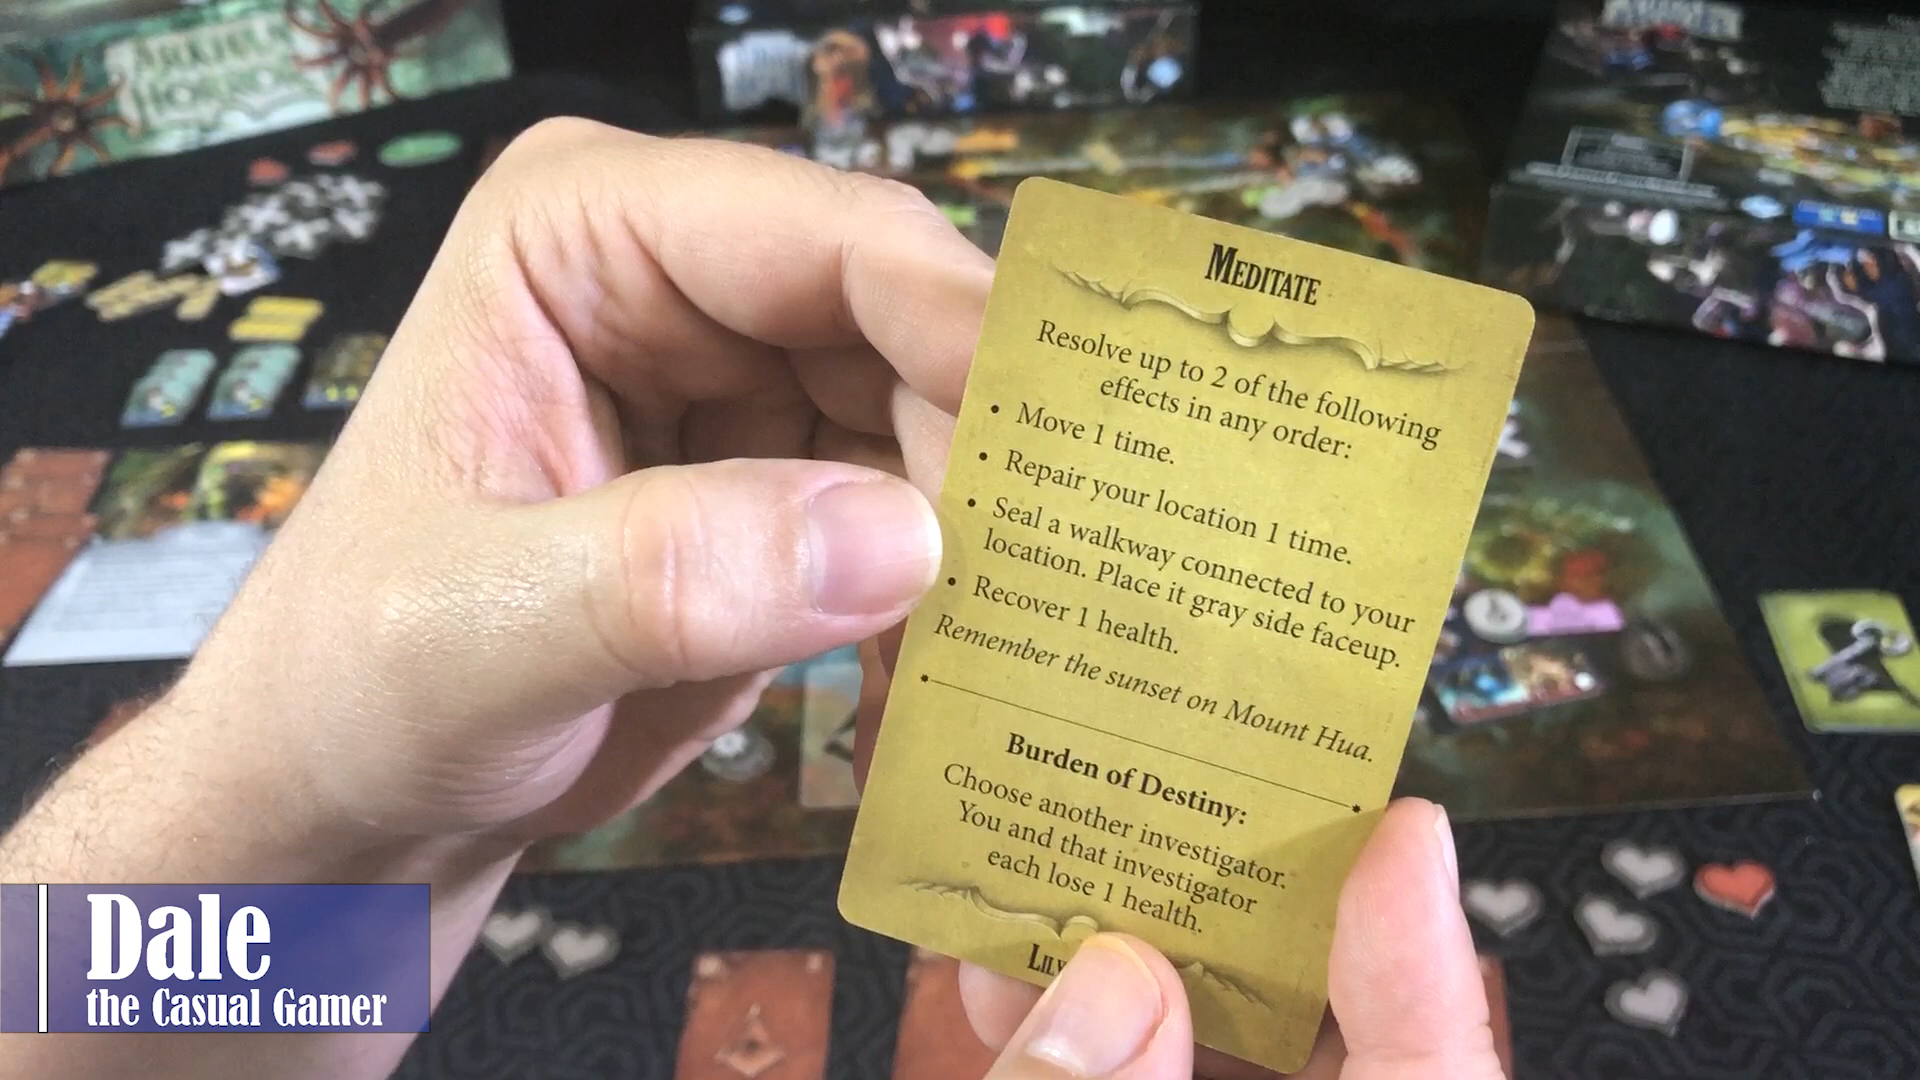 ARKHAM
HORROR
MEDITATE
Resolve up to 2 of the following
effects in any order:
• Move 1 time.
• Repair your location 1 time.
• Seal a walkway connected to your
location. Place it gray side faceup.
• Recover 1 health.
Remember the sunset on Mount Hua.
Burden of Destiny:
Choose another investigator.
You and that investigator
each lose 1 health.
Dale
the Casual Gamer